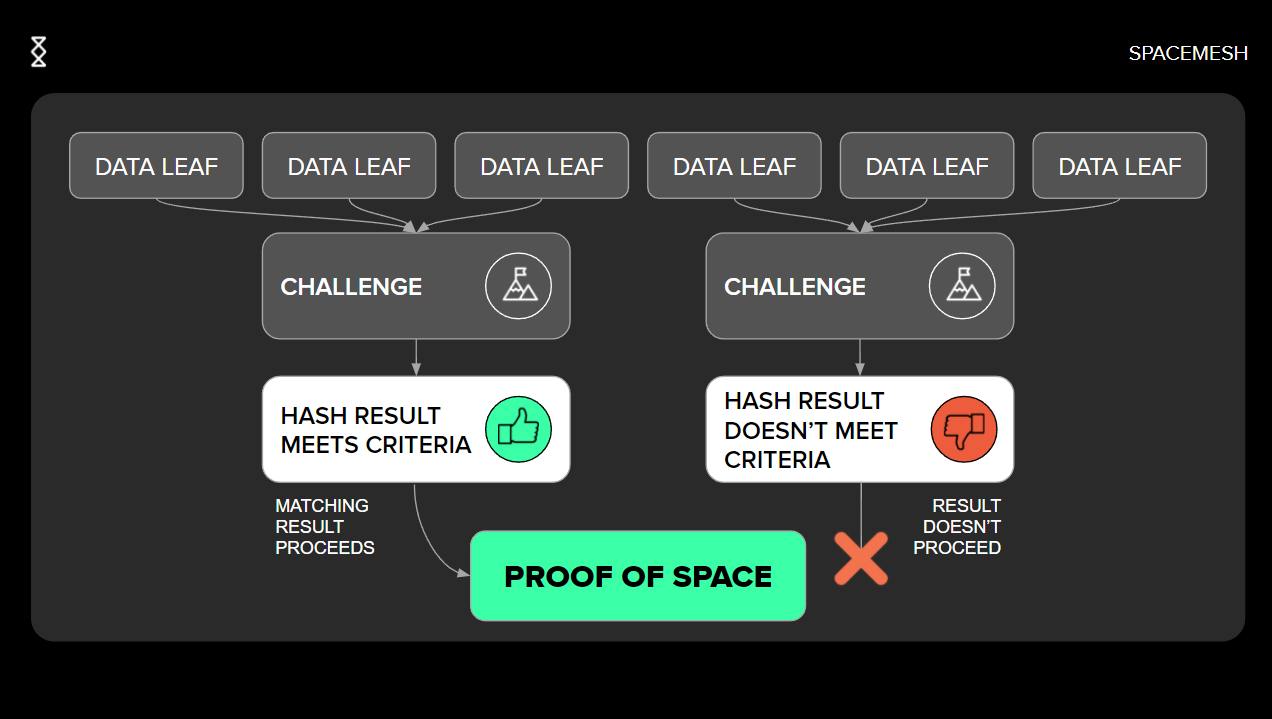 SPACEMESH
DATA LEAF
DATA LEAF
DATA LEAF
DATA LEAF
DATA LEAF
DATA LEAF
CHALLENGE
CHALLENGE
HASH RESULT
MEETS CRITERIA
HASH RESULT
DOESN’T MEET
CRITERIA
MATCHING
RESULT
PROCEEDS
RESULT
DOESN’T
PROCEED
PROOF OF SPACE